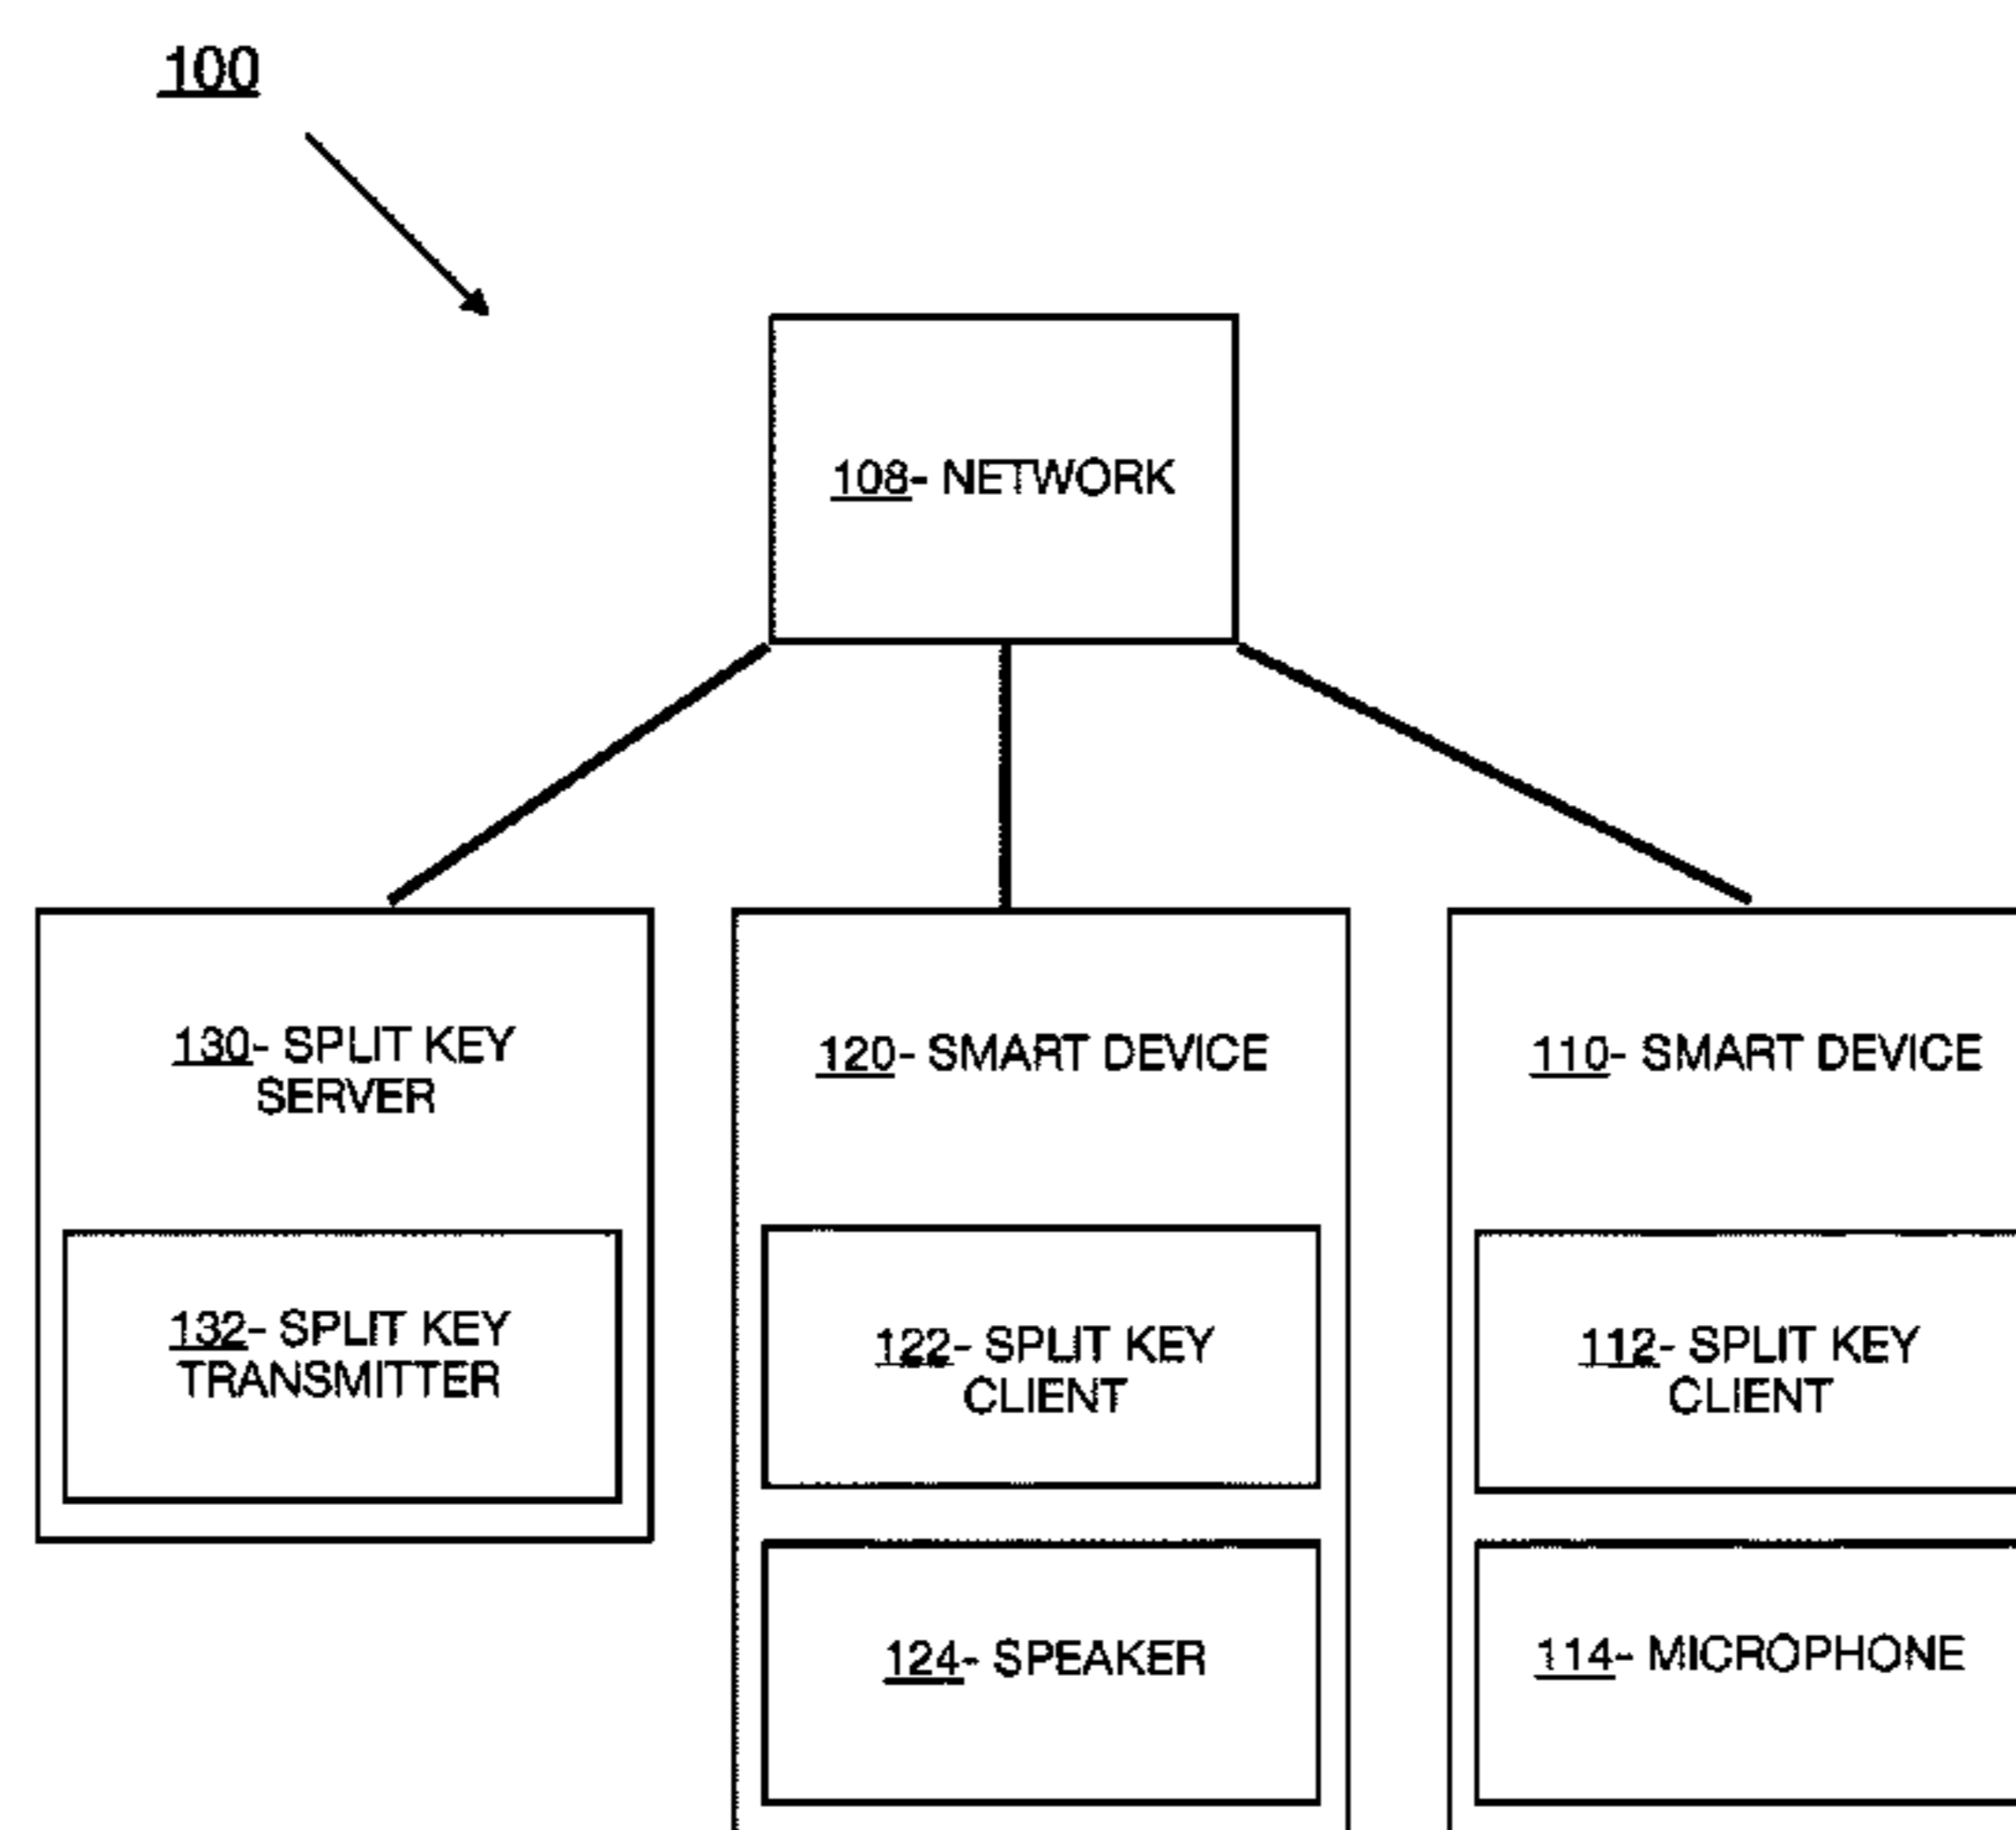 100
108- NETWORK
130- SPLIT KEY
SERVER
132- SPLIT KEY
TRANSMITTER
120- SMART DEVICE
122- SPLIT KEY
CLIENT
124- SPEAKER
110- SMART DEVICE
112- SPLIT KEY
CLIENT
114- MICROPHONE